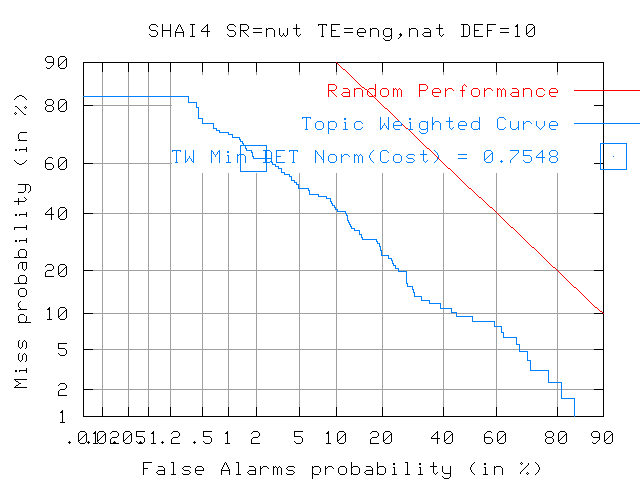 SHAI4 SR=nwt TE=eng,nat DEF=10
Random Performance
Topic Weighted Curve
TW Min DET Norm(Cost) = 0.7548
Miss probability (in %)
90
80
60
40
20
10
5
2
1
.5 1 2 5 10 20 40 60 80 90
False Alarms probability (in %)